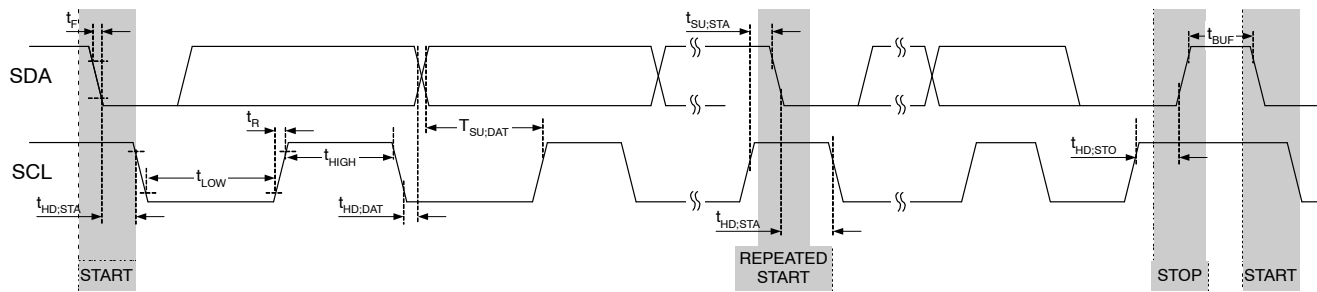 tF
tSU;STA
tBUF
SDA
tR
TSU;DAT
tHIGH
tHD;STO
SCL
tLOW
tHD;STA
tHD;DAT
tHD;STA
START
REPEATED
START
STOP
START